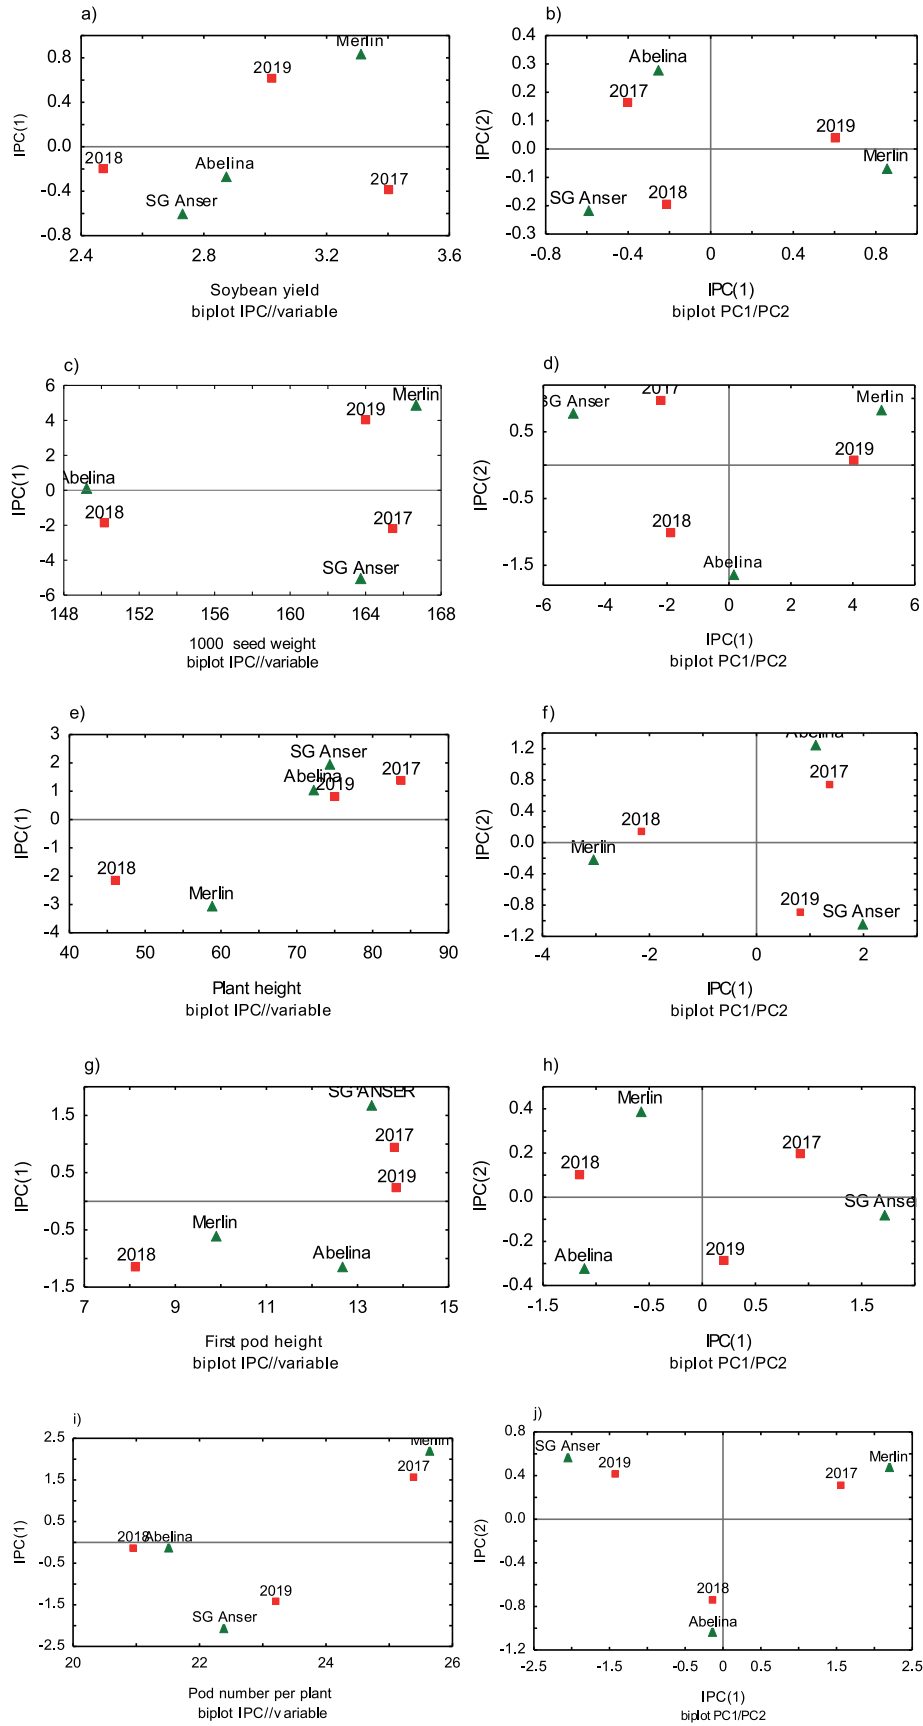 a)
IPC(1)
0.8
0.4
0.0
-0.4
-0.8
Merlin
2019
2018
Abelina
2017
SG Anser
2.4
2.8
3.2
3.6
Soybean yield
biplot IPC//variable
b)
IPC(2)
0.4
0.3
0.2
0.1
0.0
-0.1
-0.2
-0.3
Abelina
2017
2019
Merlin
SG Anser
2018
-0.8
-0.4
0
0.4
0.8
IPC(1)
biplot PC1/PC2
c)
IPC(1)
6
4
2
0
-2
-4
-6
Merlin
2019
Abelina
2018
2017
SG Anser
148
152
156
160
164
168
1000 seed weight
biplot IPC//variable
d)
IPC(2)
0.5
-0.5
-1.5
2017
SG Anser
Merlin
2019
2018
Abelina
-6
-4
-2
0
2
4
6
IPC(1)
biplot PC1/PC2
e)
IPC(1)
3
2
1
0
-1
-2
-3
-4
SG Anser
Abelina
2019
2017
2018
Merlin
40
50
60
70
80
90
Plant height
biplot IPC//variable
f)
IPC(2)
1.2
0.8
0.4
0.0
-0.4
-0.8
-1.2
Abelina
2017
2018
Merlin
2019
SG Anser
-4
-2
0
2
IPC(1)
biplot PC1/PC2
g)
IPC(1)
1.5
0.5
-0.5
-1.5
SG ANSER
2017
2019
Merlin
2018
Abelina
7
9
11
13
15
First pod height
biplot IPC//variable
h)
IPC(2)
0.4
0.2
0.0
-0.2
-0.4
Merlin
2017
2018
SG Anse
2019
Abelina
-1.5
-0.5
0
0.5
1.5
IPC(1)
biplot PC1/PC2
i)
IPC(1)
2.5
1.5
0.5
-0.5
-1.5
-2.5
Merlin
2017
2018
Abelina
2019
SG Anser
20
22
24
26
Pod number per plant
biplot IPC//variable
j)
IPC(2)
0.8
0.4
0.0
-0.4
-0.8
-1.2
SG Anser
2019
2017
Merlin
2018
Abelina
-2.5
-1.5
-0.5
0
0.5
1.5
2.5
IPC(1)
biplot PC1/PC2